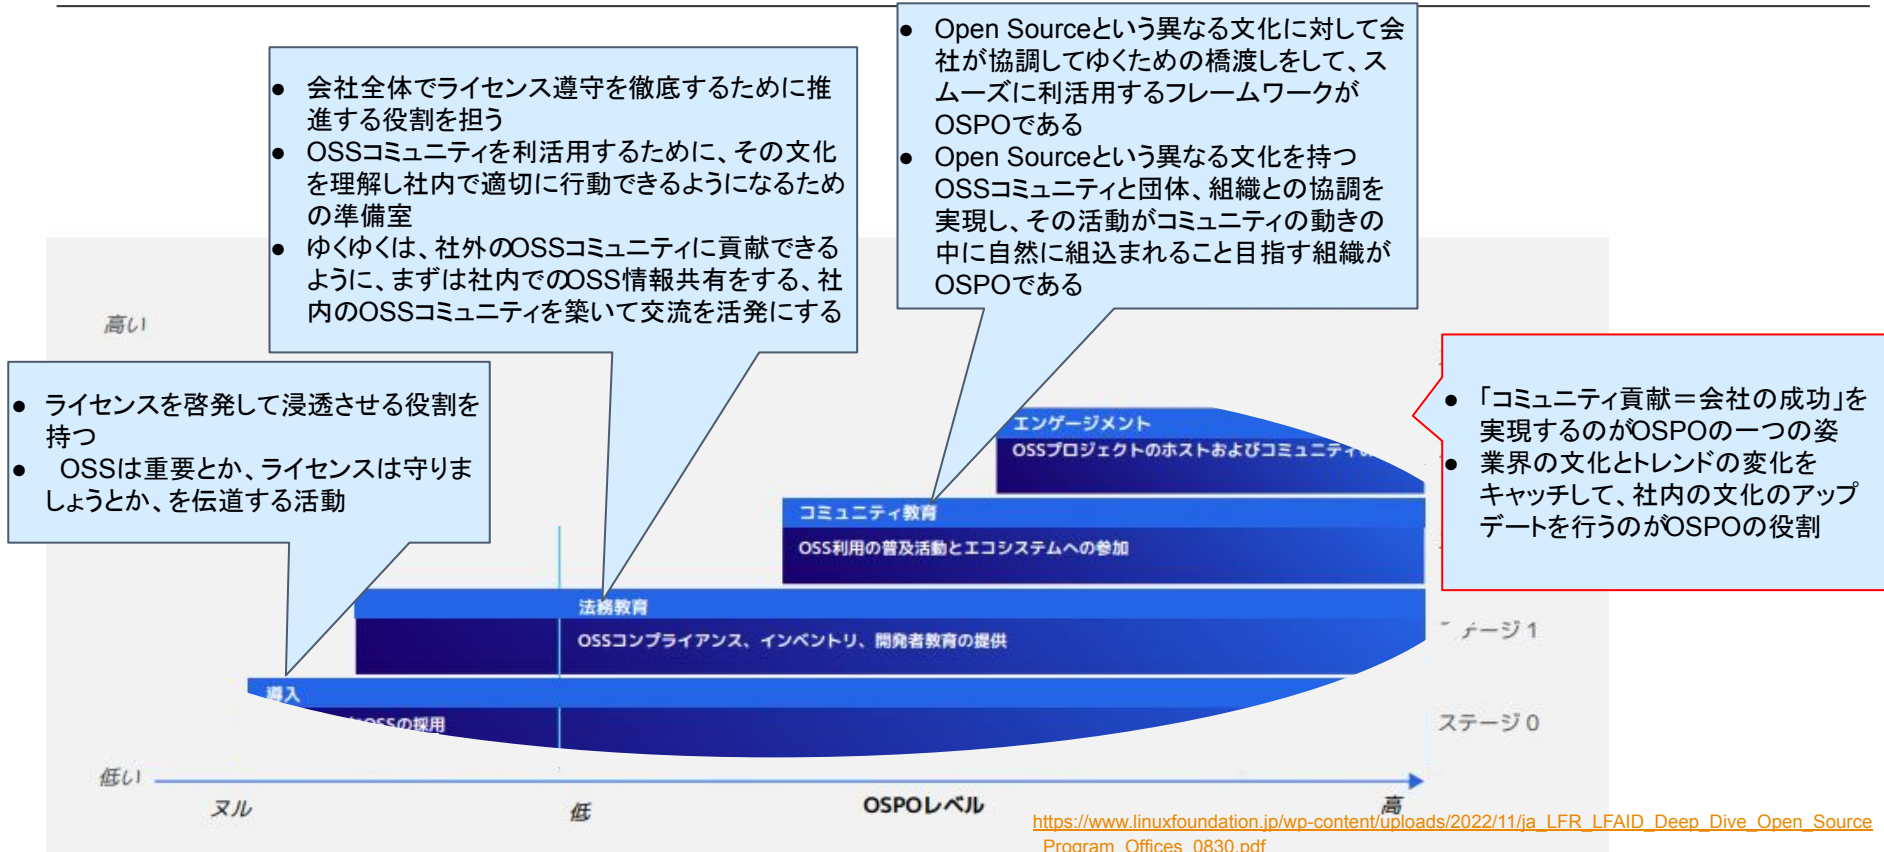 ● Open Sourceという異なる文化に対して会
社が協調してゆくための橋渡しをして、ス
ムーズに利活用するフレームワークが
OSPOである
● Open Sourceという異なる文化を持つ
OSSコミュニティと団体、組織との協調を
実現し、その活動がコミュニティの動きの
中に自然に組込まれること目指す組織が
OSPOである
● 会社全体でライセンス遵守を徹底するために推
進する役割を担う
● OSSコミュニティを利活用するために、その文化
を理解し社内で適切に行動できるようになるため
の準備室
● ゆくゆくは、社外のOSSコミュニティに貢献できる
ように、まずは社内でのOSS情報共有をする、社
内のOSSコミュニティを築いて交流を活発にする
高い
● ライセンスを啓発して浸透させる役割を
持つ
● OSSは重要とか、ライセンスは守りま
しょうとか、を伝道する活動
● 「コミュニティ貢献＝会社の成功」を
実現するのがOSPOの一つの姿
● 業界の文化とトレンドの変化を
キャッチして、社内の文化のアップ
デートを行うのがOSPOの役割
エンゲージメント
OSSプロジェクトのホストおよびコミュニティ
コミュニティ教育
OSS利用の普及活動とエコシステムへの参加
法務教育
OSSコンプライアンス、インベントリ、開発者教育の提供
テージ 1
導入
OSSの採用
ステージ 0
低い
ヌル
低
OSPOレベル
高
https://www.linuxfoundation.jp/wp-content/uploads/2022/11/ja_LFR_LFAID_Deep_Dive_Open_Source
_Program_Offices_0830.pdf